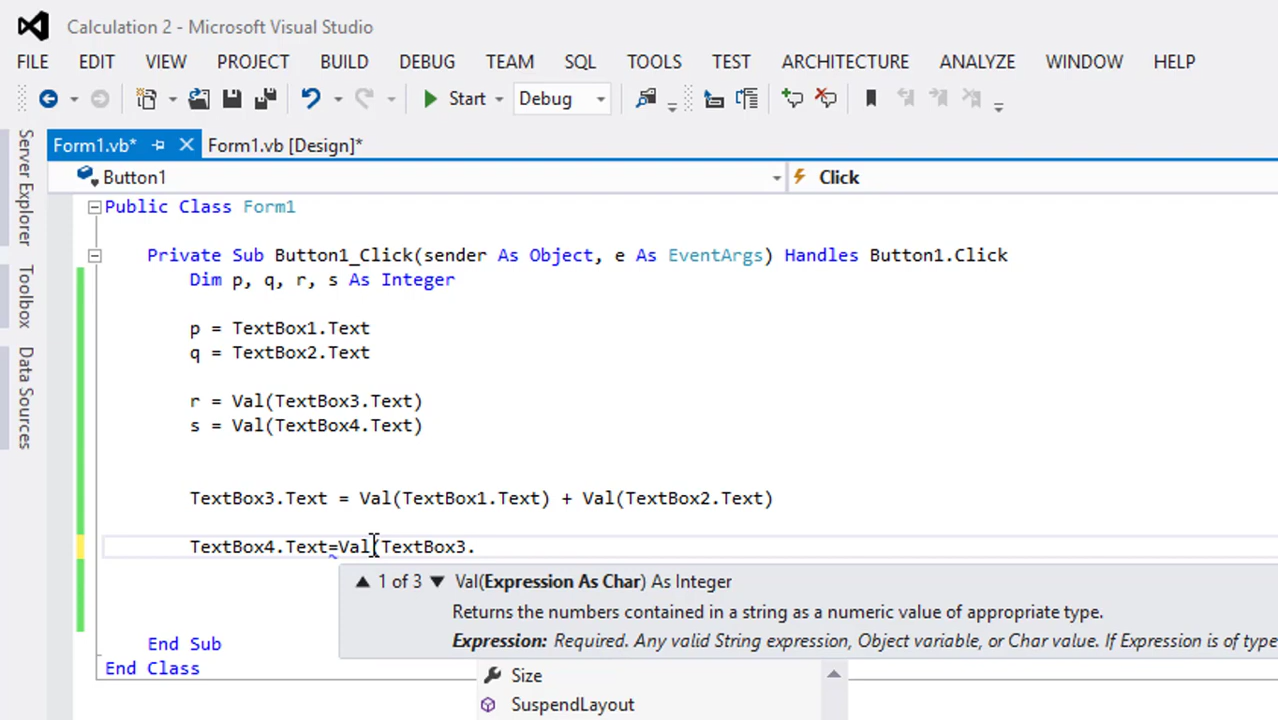 Calculation 2 - Microsoft Visual Studio
FILE EDIT VIEW PROJECT BUILD DEBUG TEAM SQL TOOLS TEST ARCHITECTURE ANALYZE WINDOW HELP
Start Debug
Form1.vb* Form1.vb [Design]*
Button1 Click
Server Explorer
Toolbox
Data Sources
Public Class Form1
Private Sub Button1_Click(sender As Object, e As EventArgs) Handles Button1.Click
Dim p, q, r, s As Integer
p = TextBox1.Text
q = TextBox2.Text
r = Val(TextBox3.Text)
s = Val(TextBox4.Text)
TextBox3.Text = Val(TextBox1.Text) + Val(TextBox2.Text)
TextBox4.Text=Val(TextBox3.
1 of 3 Val(Expression As Char) As Integer
Returns the numbers contained in a string as a numeric value of appropriate type.
Expression: Required. Any valid String expression, Object variable, or Char value. If Expression is of type
End Sub
End Class
Size
SuspendLayout